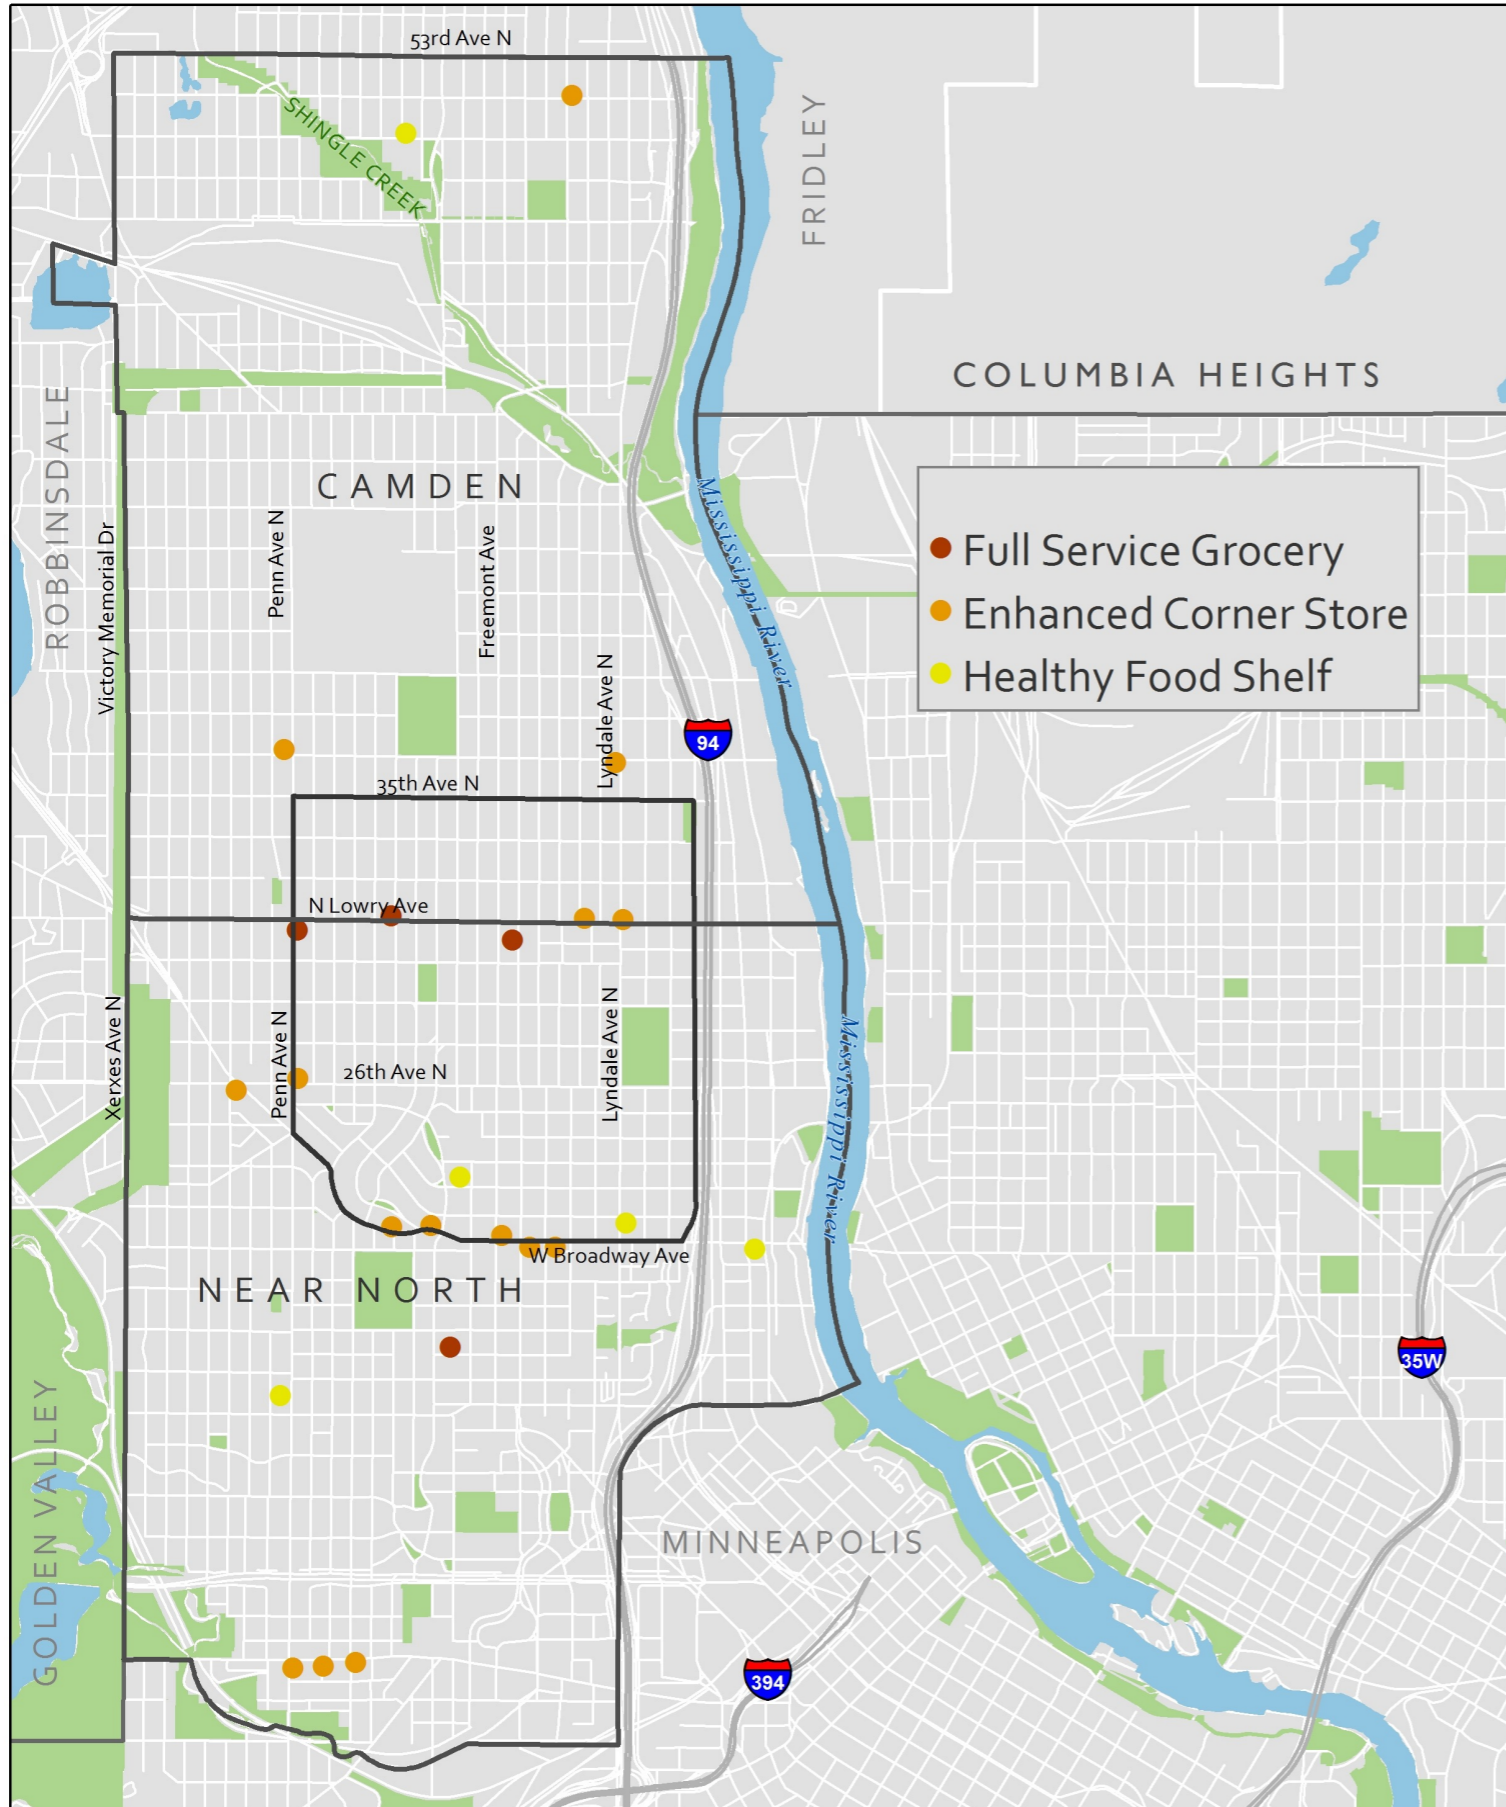 53rd Ave N
SHINGLE CREEK
FRIDLEY
COLUMBIA HEIGHTS
ROBBINSDALE
CAMDEN
Mississippi River
Full Service Grocery
Enhanced Corner Store
Healthy Food Shelf
Victory Memorial Dr
Penn Ave N
Freemont Ave
Lyndale Ave N
94
35th Ave N
N Lowry Ave
Xerxes Ave N
Penn Ave N
26th Ave N
Lyndale Ave N
Mississippi River
W Broadway Ave
NEAR NORTH
35W
GOLDEN VALLEY
MINNEAPOLIS
394